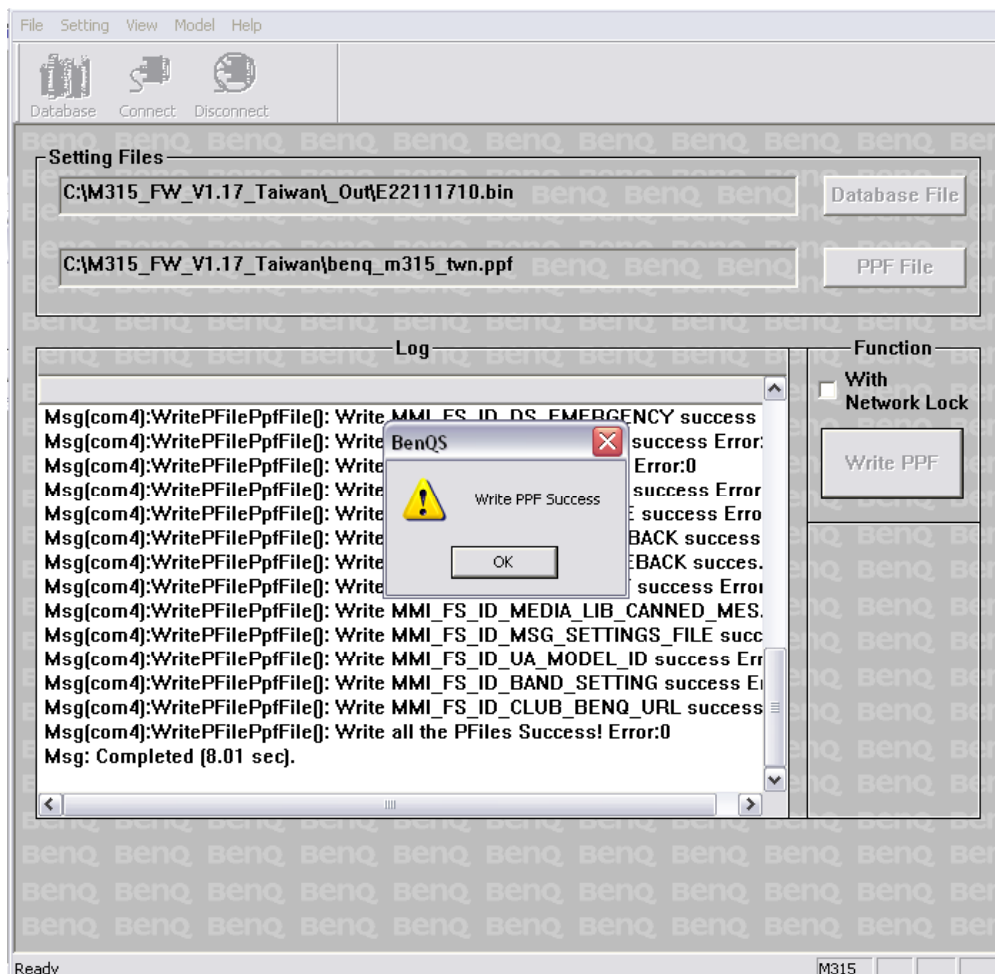 File Setting View Model Help
Database Connect Disconnect
Setting Files
C:\M315_FW_V1.17_Taiwan\_Out\E22111710.bin
Database File
C:\M315_FW_V1.17_Taiwan\benq_m315_twn.ppf
PPF File
Log
Function
With
Network Lock
Write PPF
Msg(com4):WritePFilePpfFile(): Write MMI_FS_ID_DS_EMERGENCY success
Msg(com4):WritePFilePpfFile(): Write success Error:
Msg(com4):WritePFilePpfFile(): Write Error:0
Msg(com4):WritePFilePpfFile(): Write success Error
Msg(com4):WritePFilePpfFile(): Write E success Erro
Msg(com4):WritePFilePpfFile(): Write BACK success
Msg(com4):WritePFilePpfFile(): Write EBACK succes..
Msg(com4):WritePFilePpfFile(): Write success Error
Msg(com4):WritePFilePpfFile(): Write MMI_FS_ID_MEDIA_LIB_CANNED_MES..
Msg(com4):WritePFilePpfFile(): Write MMI_FS_ID_MSG_SETTINGS_FILE succ
Msg(com4):WritePFilePpfFile(): Write MMI_FS_ID_UA_MODEL_ID success Err
Msg(com4):WritePFilePpfFile(): Write MMI_FS_ID_BAND_SETTING success E
Msg(com4):WritePFilePpfFile(): Write MMI_FS_ID_CLUB_BENQ_URL success
Msg(com4):WritePFilePpfFile(): Write all the PFiles Success! Error:0
Msg: Completed (8.01 sec).
BenQS
Write PPF Success
OK
Ready
M315